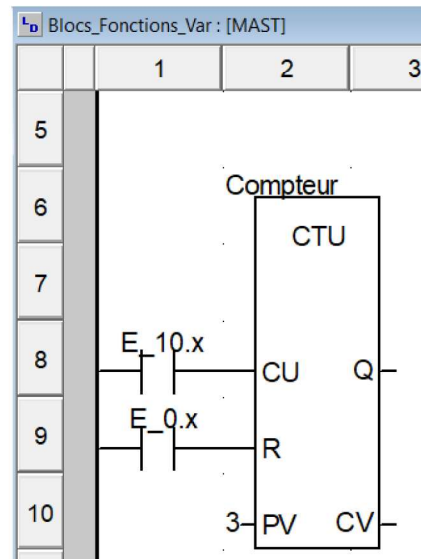 LD Blocs_Fonctions_Var : [MAST]
1 2 3
5
Compteur
6
CTU
7
E_10.x
8 CU Q
E_0.x
9 R
10 3 PV CV